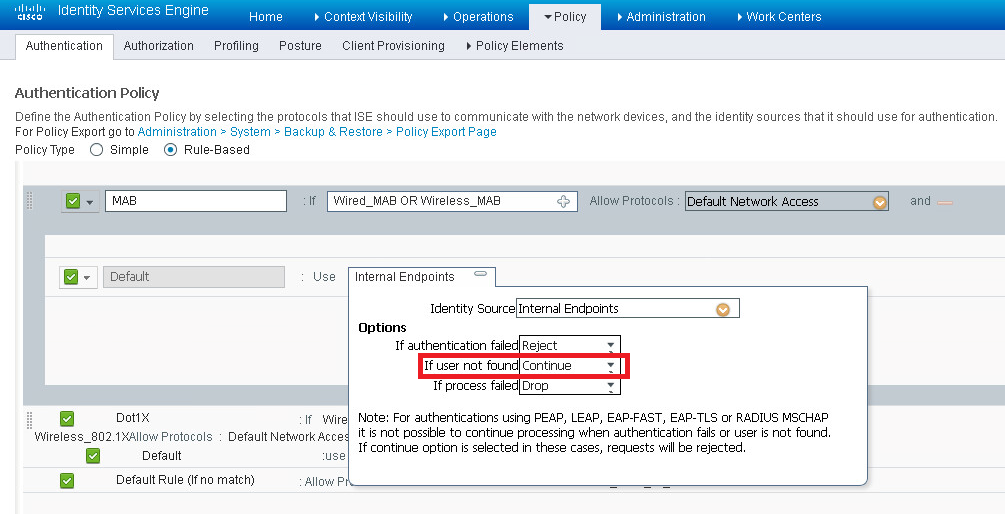 cisco Identity Services Engine Home Context Visibility Operations Policy Administration Work Centers
Authentication Authorization Profiling Posture Client Provisioning Policy Elements
Authentication Policy
Define the Authentication Policy by selecting the protocols that ISE should use to communicate with the network devices, and the identity sources that it should use for authentication.
For Policy Export go to Administration > System > Backup & Restore > Policy Export Page
Policy Type Simple Rule-Based
MAB : If Wired_MAB OR Wireless_MAB Allow Protocols : Default Network Access and
Default : Use Internal Endpoints
Identity Source Internal Endpoints
Options
If authentication failed Reject
If user not found Continue
If process failed Drop
Note: For authentications using PEAP, LEAP, EAP-FAST, EAP-TLS or RADIUS MSCHAP
it is not possible to continue processing when authentication fails or user is not found.
If continue option is selected in these cases, requests will be rejected.
Dot1X : If Wire
Wireless_802.1XAllow Protocols : Default Network Acces
Default :use
Default Rule (If no match) : Allow Pr